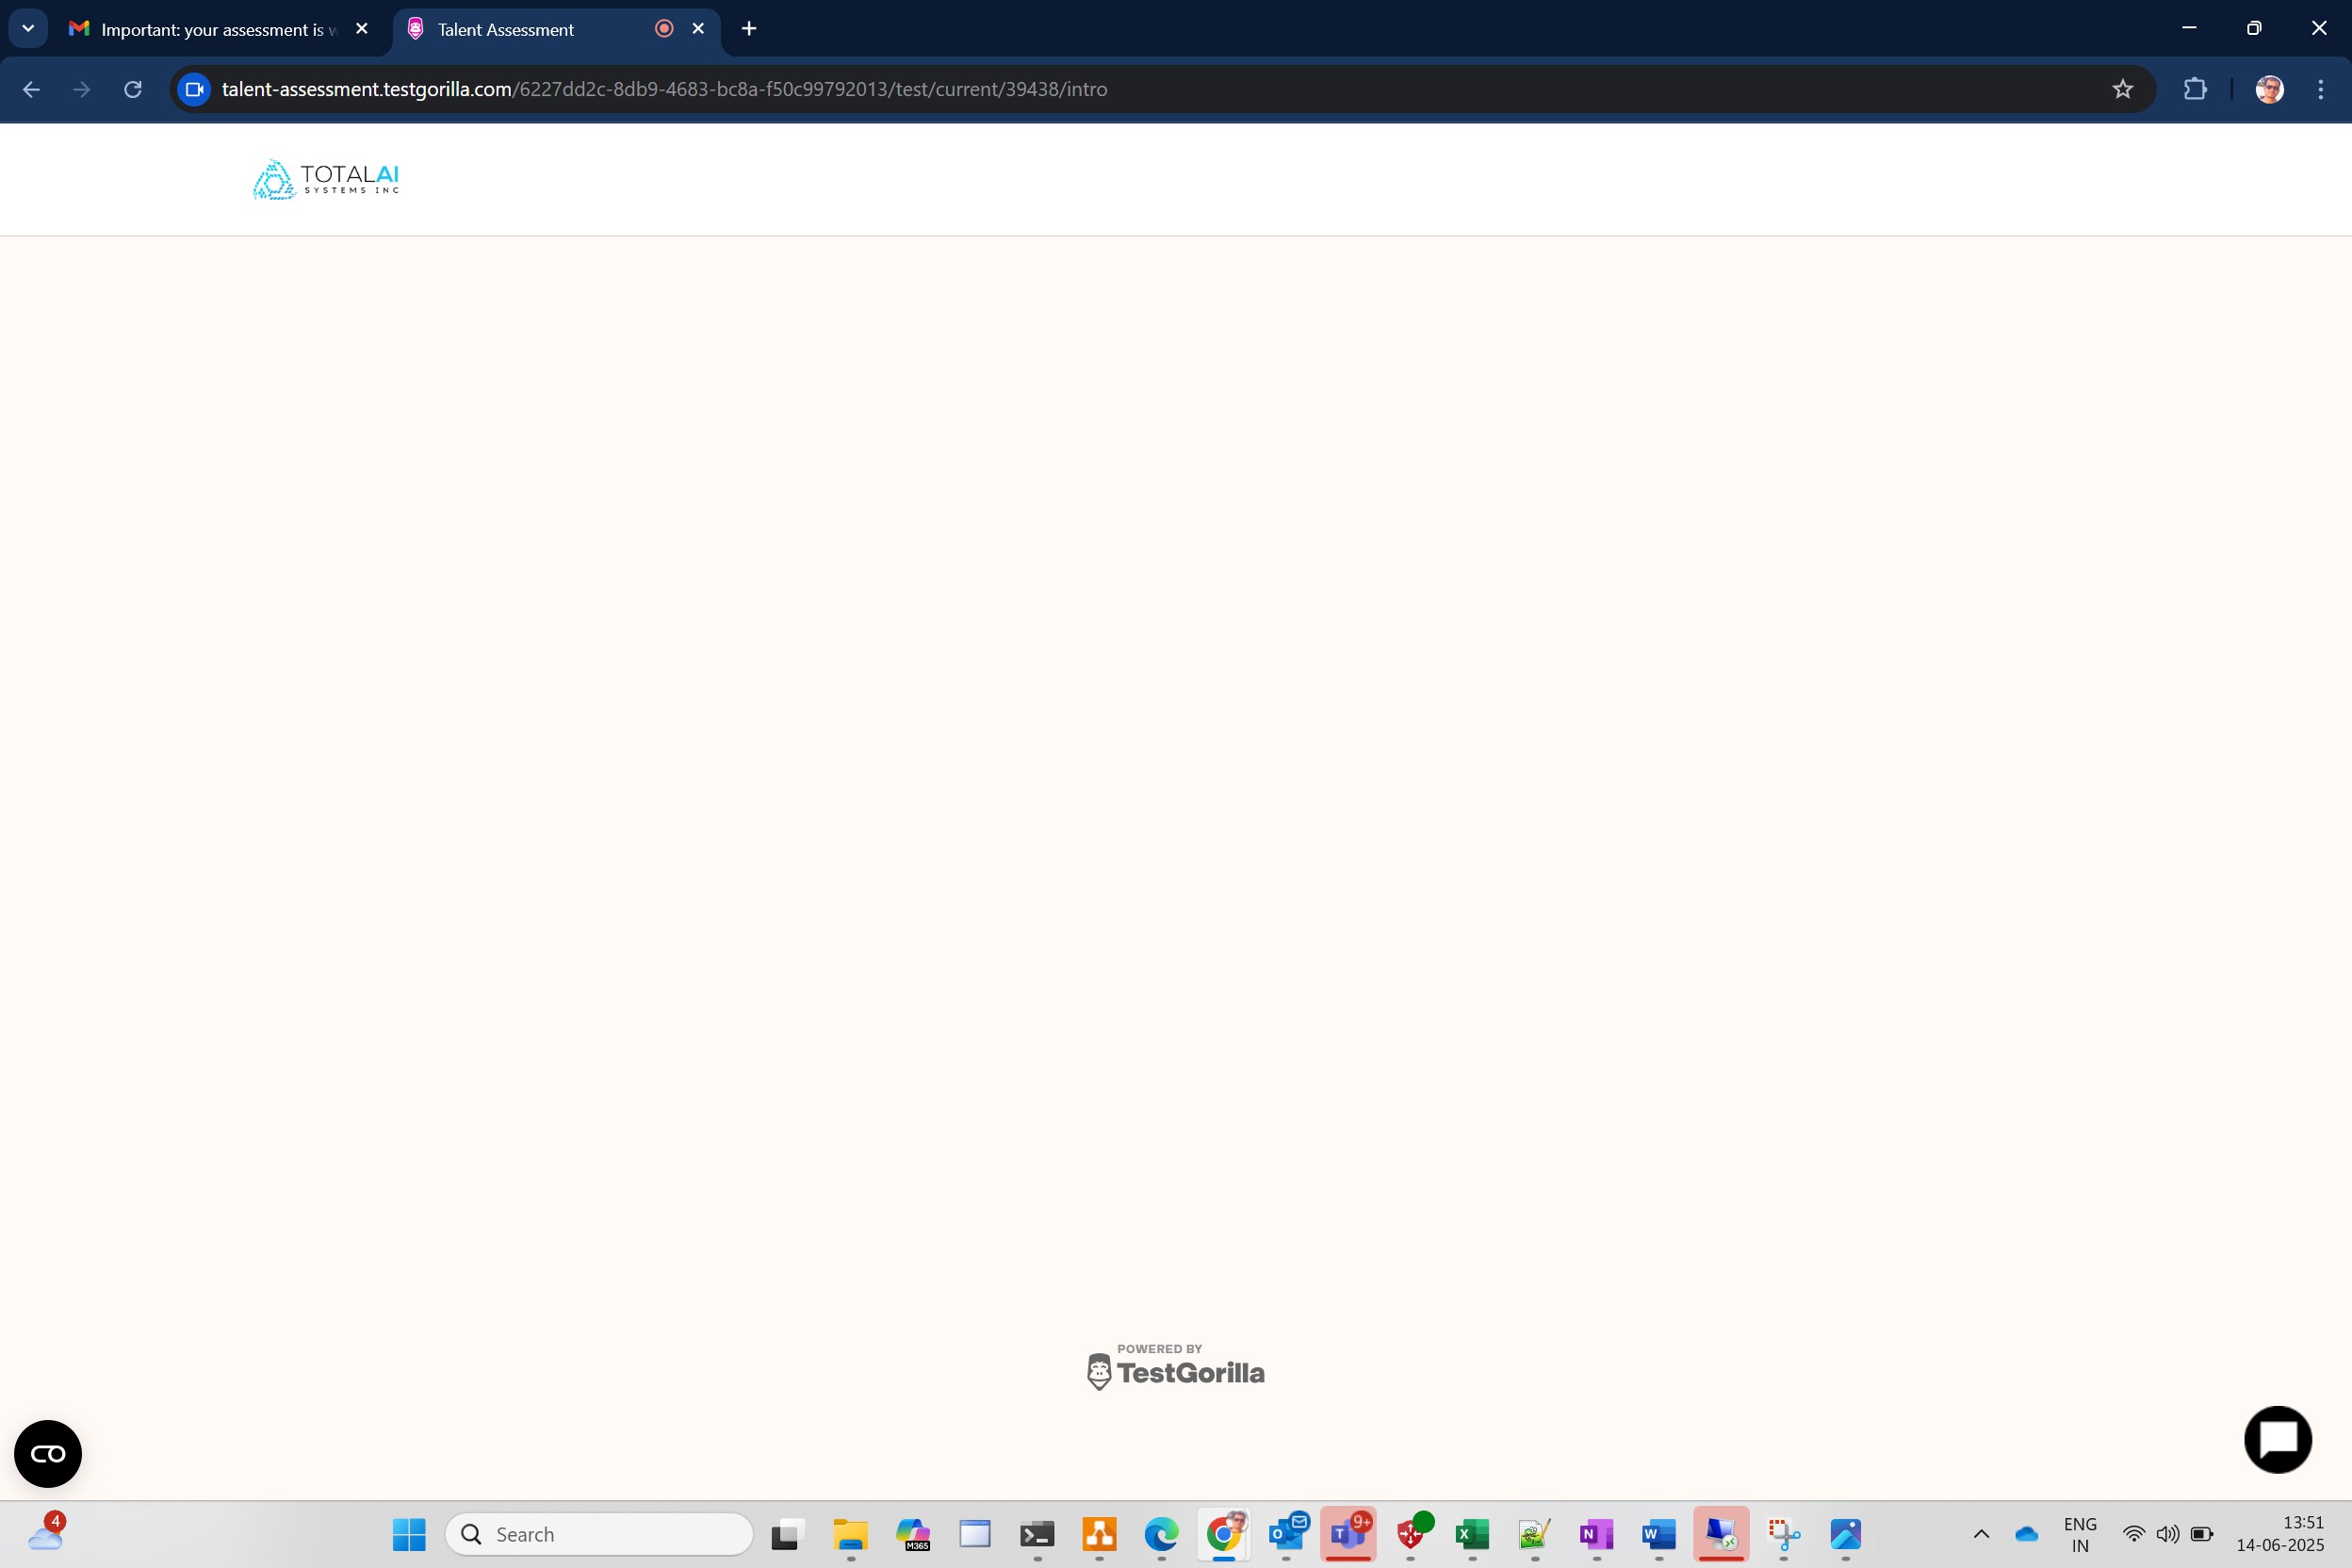 Important: your assessment is
Talent Assessment
talent-assessment.testgorilla.com/6227dd2c-8db9-4683-bc8a-f50c99792013/test/current/39438/intro
TOTALAI
SYSTEMS INC
POWERED BY
TestGorilla
4
Search
M365
O
T
9+
X
N
W
ENG
IN
13:51
14-06-2025